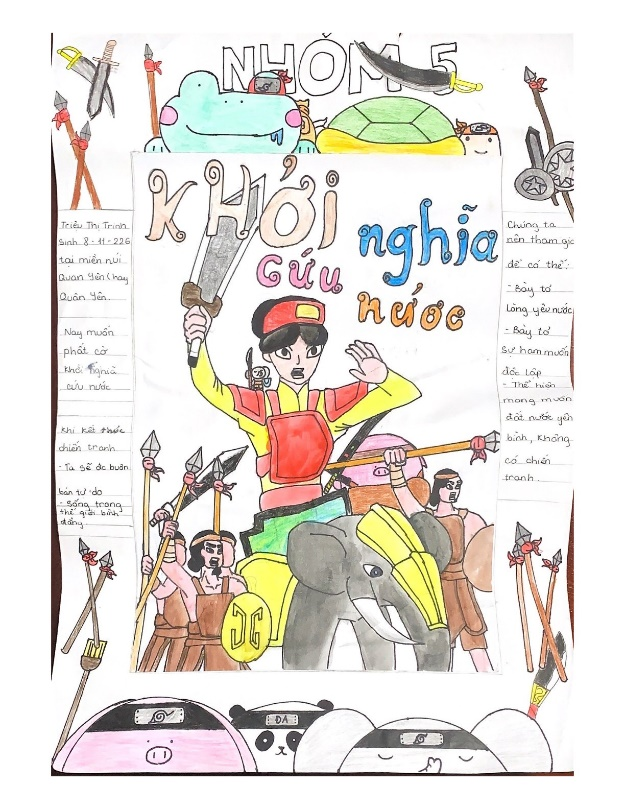 NHÓM 5
KHỞI nghĩa
cứu nước
Triệu Thị Trinh
sinh 8-11-226
tại miền núi
Quan Yên (hay
Quân Yên.
Nay muốn
phất cờ
khởi nghĩa
cứu nước
khi kết thúc
chiến tranh
- Ta sẽ đc buôn
bán tự do
- Sống trong
thế giới bình
đẳng.
Chúng ta
nên tham gia
để có thể:
- Bày tỏ
Lòng yêu nước
- Bày tỏ
Sự ham muốn
độc lập
- Thể hiện
mong muốn
đất nước yên
bình, không
có chiến
tranh.
ĐA